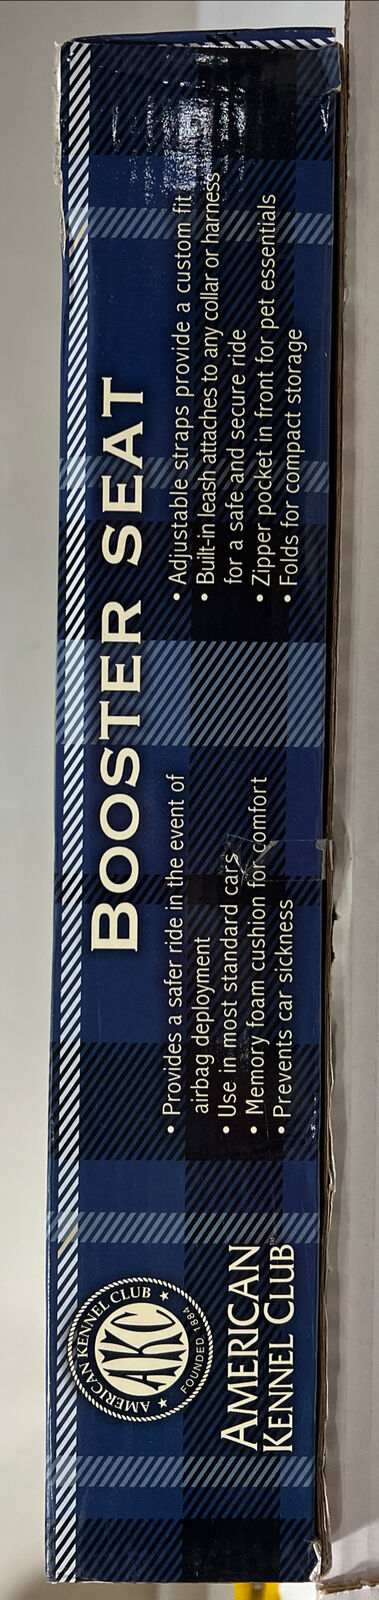 AMERICAN KENNEL CLUB
AKC
FOUNDED 1884
AMERICAN
KENNEL CLUB™
BOOSTER SEAT
• Provides a safer ride in the event of
airbag deployment
• Use in most standard cars
• Memory foam cushion for comfort
• Prevents car sickness
• Adjustable straps provide a custom fit
• Built-in leash attaches to any collar or harness
for a safe and secure ride
• Zipper pocket in front for pet essentials
• Folds for compact storage